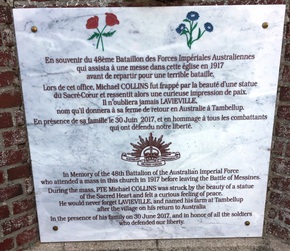 En souvenir du 48ème Bataillon des Forces Impériales Australiennes
qui assista à une messe dans cette église en 1917
avant de repartir pour une terrible bataille.
Lors de cet office, Michael COLLINS fut frappé par la beauté d'une statue
du Sacré-Coeur et ressentit alors une curieuse impression de paix.
Il n'oubliera jamais LAVIEVILLE,
nom qu'il donnera à sa ferme de retour en Australie à Tambellup.
En présence de sa famille le 30 Juin 2017, et en hommage à tous les combattants
qui ont défendu notre liberté.
In Memory of the 48th Battalion of the Australian Imperial Force
who attended a mass in this church in 1917 before leaving for the Battle of Messines.
During the mass, PTE Michael COLLINS was struck by the beauty of a statue
of the Sacred Heart and felt a curious feeling of peace.
He would never forget LAVIEVILLE, and named his farm at Tambellup
after the village on his return to Australia
In the presence of his family on 30 June 2017, and in honor of all the soldiers
who defended our liberty.